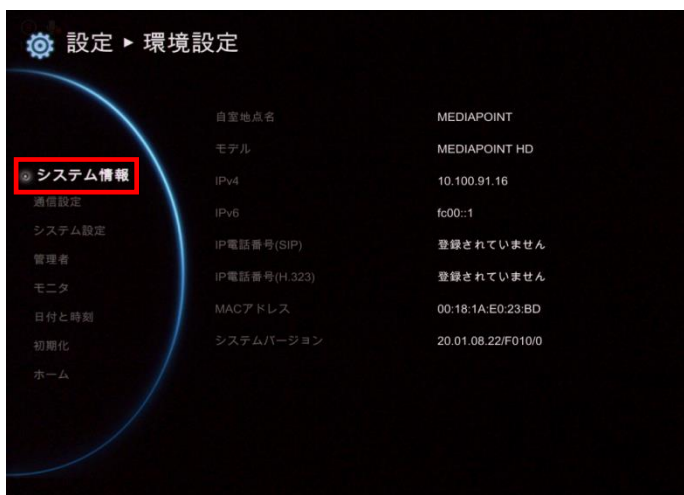 設定 ▸ 環境設定
システム情報
通信設定
システム設定
管理者
モニタ
日付と時刻
初期化
ホーム
自室地点名 MEDIAPOINT
モデル MEDIAPOINT HD
IPv4 10.100.91.16
IPv6 fc00::1
IP電話番号(SIP) 登録されていません
IP電話番号(H.323) 登録されていません
MACアドレス 00:18:1A:E0:23:BD
システムバージョン 20.01.08.22/F010/0